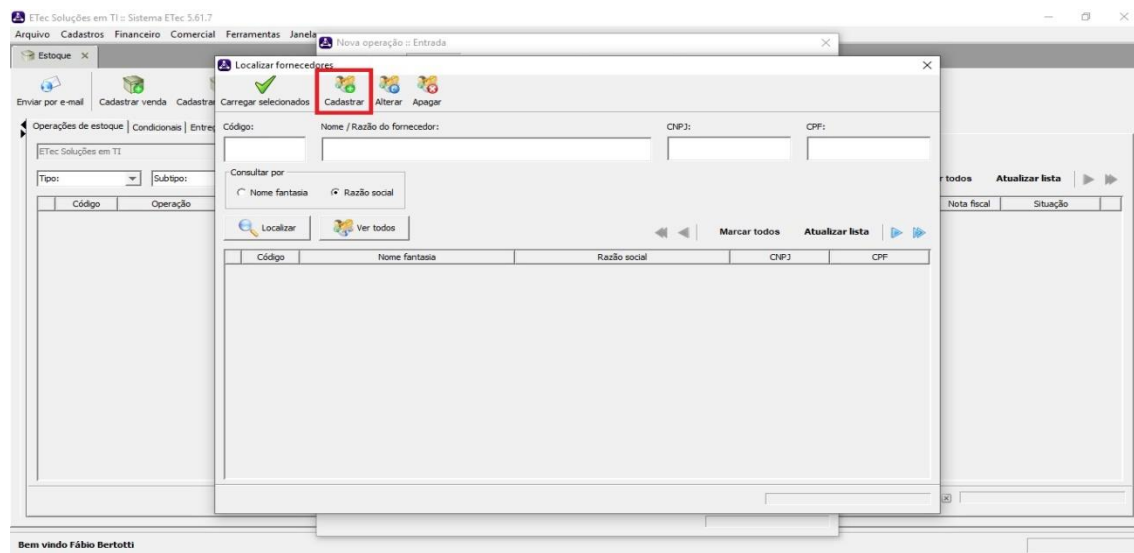 ETec Soluções em TI :: Sistema ETec 5.61.7
Arquivo Cadastros Financeiro Comercial Ferramentas Janela
Nova operação :: Entrada
Estoque
Localizar fornecedores
Enviar por e-mail Cadastrar venda Cadastrar
Carregar selecionados Cadastrar Alterar Apagar
Operações de estoque Condicionais
Código: Nome / Razão do fornecedor: CNPJ: CPF:
ETec Soluções em TI
Consultar por
Nome fantasia Razão social
Tipo: Subtipo:
todos Atualizar lista
Código Operação
Nota fiscal Situação
Localizar Ver todos Marcar todos Atualizar lista
Código Nome fantasia Razão social CNPJ CPF
Bem vindo Fábio Bertotti